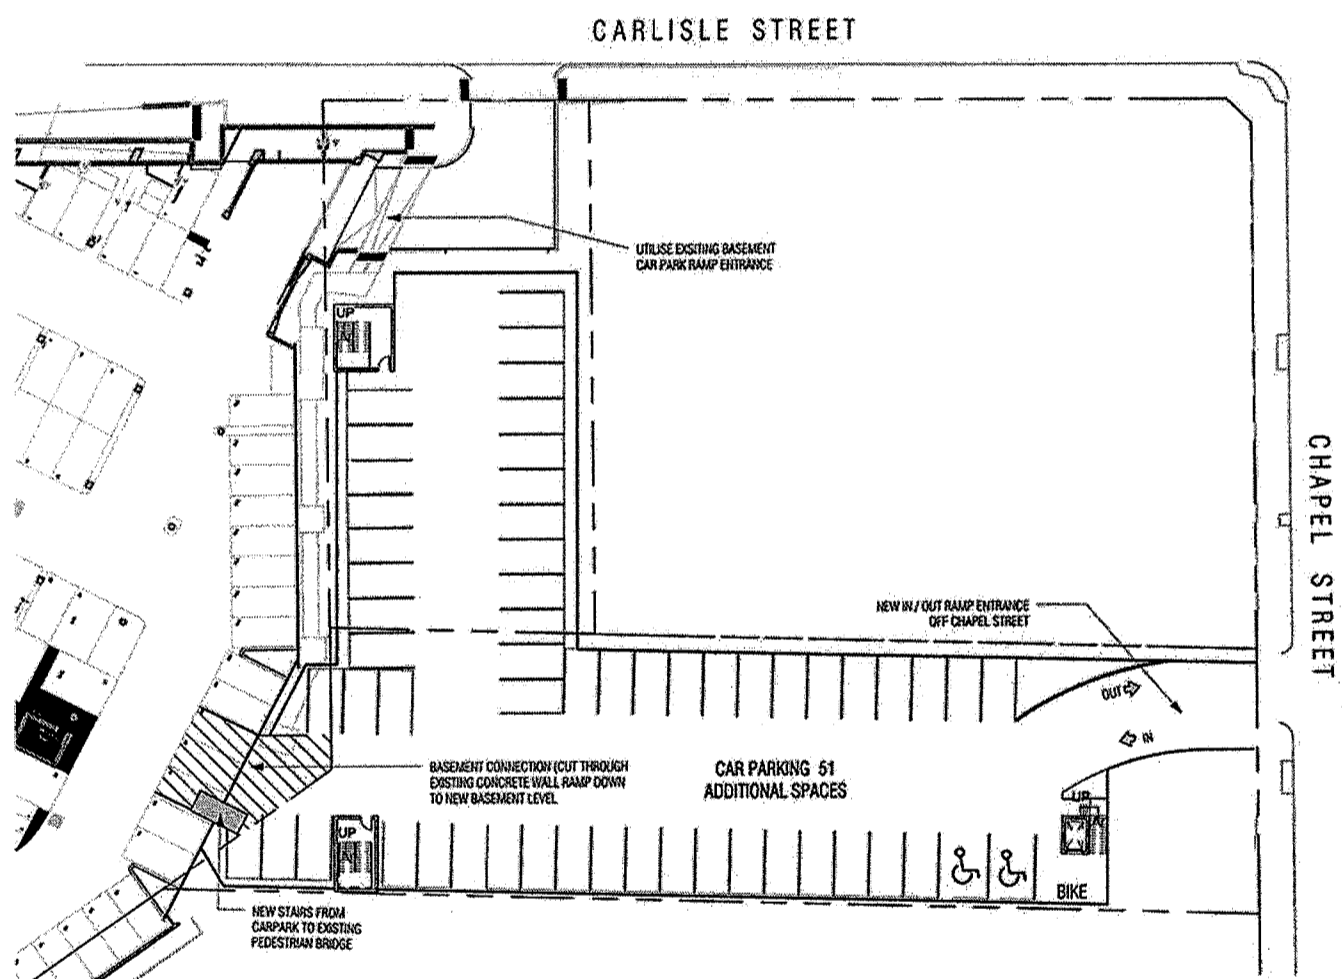 CARLISLE STREET
UTILISE EXSITING BASEMENT
CAR PARK RAMP ENTRANCE
UP
CHAPEL STREET
NEW IN / OUT RAMP ENTRANCE
OFF CHAPEL STREET
OUT
IN
BASEMENT CONNECTION (CUT THROUGH
EXISTING CONCRETE WALL RAMP DOWN
TO NEW BASEMENT LEVEL
CAR PARKING 51
ADDITIONAL SPACES
UP
UP
BIKE
NEW STAIRS FROM
CARPARK TO EXISTING
PEDESTRIAN BRIDGE